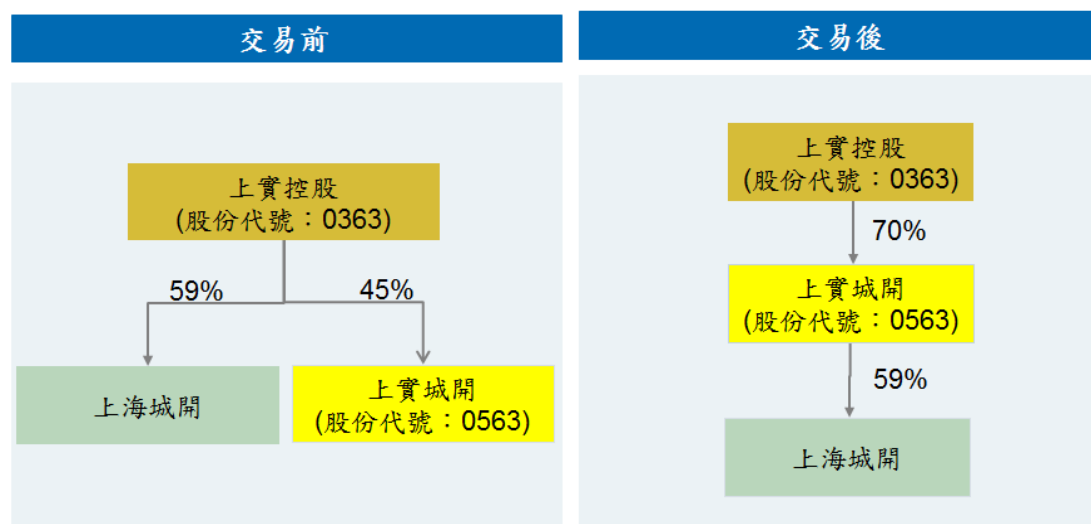 交易前
上實控股
(股份代號：0363)
59%
45%
上海城開
上實城開
(股份代號：0563)
交易後
上實控股
(股份代號：0363)
70%
上實城開
(股份代號：0563)
59%
上海城開